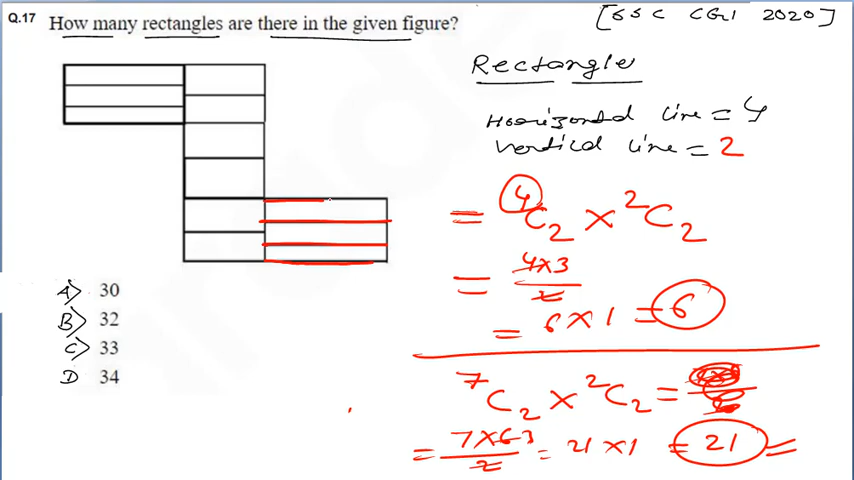 Q.17 How many rectangles are there in the given figure?
[SSC CGL 2020]
Rectangle
Horizontal line = 4
Vertical line = 2
= ⁴C₂ × ²C₂
= 4×3/2
= 6 × 1 = 6
⁷C₂ × ²C₂ =
= 7×6 3/2 = 21 × 1 = 21 =
A) 30
B) 32
C) 33
D 34